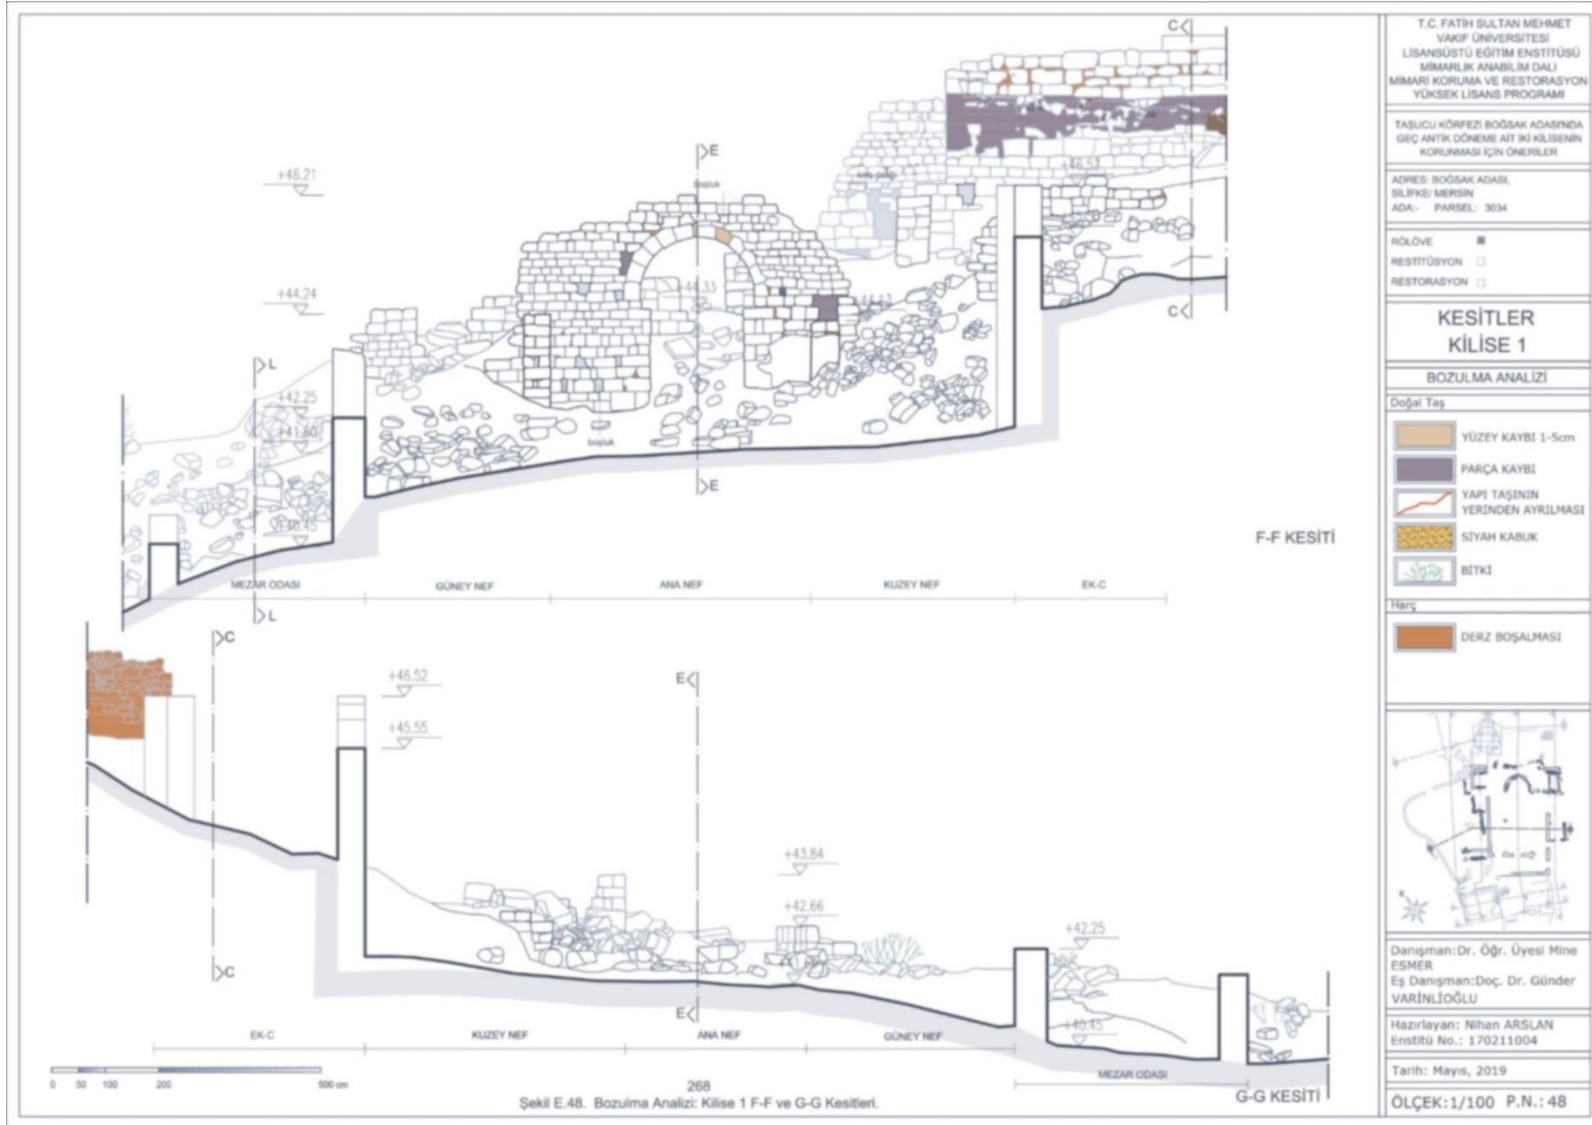 C
E
+46.21
boşluk
+46.52
+44.24
+44.33
+44.43
L
+42.25
boşluk
E
C
+40.45
F-F KESİTİ
MEZAR ODASI
GÜNEY NEF
ANA NEF
KUZEY NEF
EK-C
L
C
E
+46.52
+45.55
+43.84
+42.66
+42.25
C
E
+40.45
EK-C
KUZEY NEF
ANA NEF
GÜNEY NEF
MEZAR ODASI
G-G KESİTİ
0 50 100 200 500 cm
268
Şekil E.48. Bozulma Analizi: Kilise 1 F-F ve G-G Kesitleri.
T.C. FATİH SULTAN MEHMET
VAKIF ÜNİVERSİTESİ
LİSANSÜSTÜ EĞİTİM ENSTİTÜSÜ
MİMARLIK ANABİLİM DALI
MİMARİ KORUMA VE RESTORASYON
YÜKSEK LİSANS PROGRAMI
TAŞUCU KÖRFEZİ BOĞSAK ADASI'NDA
GEÇ ANTİK DÖNEME AİT İKİ KİLİSENİN
KORUNMASI İÇİN ÖNERİLER
ADRES: BOĞSAK ADASI,
SİLİFKE/ MERSİN
ADA:- PARSEL: 3034
RÖLÖVE
RESTİTÜSYON
RESTORASYON
KESİTLER
KİLİSE 1
BOZULMA ANALİZİ
Doğal Taş
YÜZEY KAYBI 1-5cm
PARÇA KAYBI
YAPI TAŞININ
YERİNDEN AYRILMASI
SİYAH KABUK
BİTKİ
Harç
DERZ BOŞALMASI
K
Danışman:Dr. Öğr. Üyesi Mine
ESMER
Eş Danışman:Doç. Dr. Günder
VARİNLİOĞLU
Hazırlayan: Nihan ARSLAN
Enstitü No.: 170211004
Tarih: Mayıs, 2019
ÖLÇEK:1/100 P.N.: 48